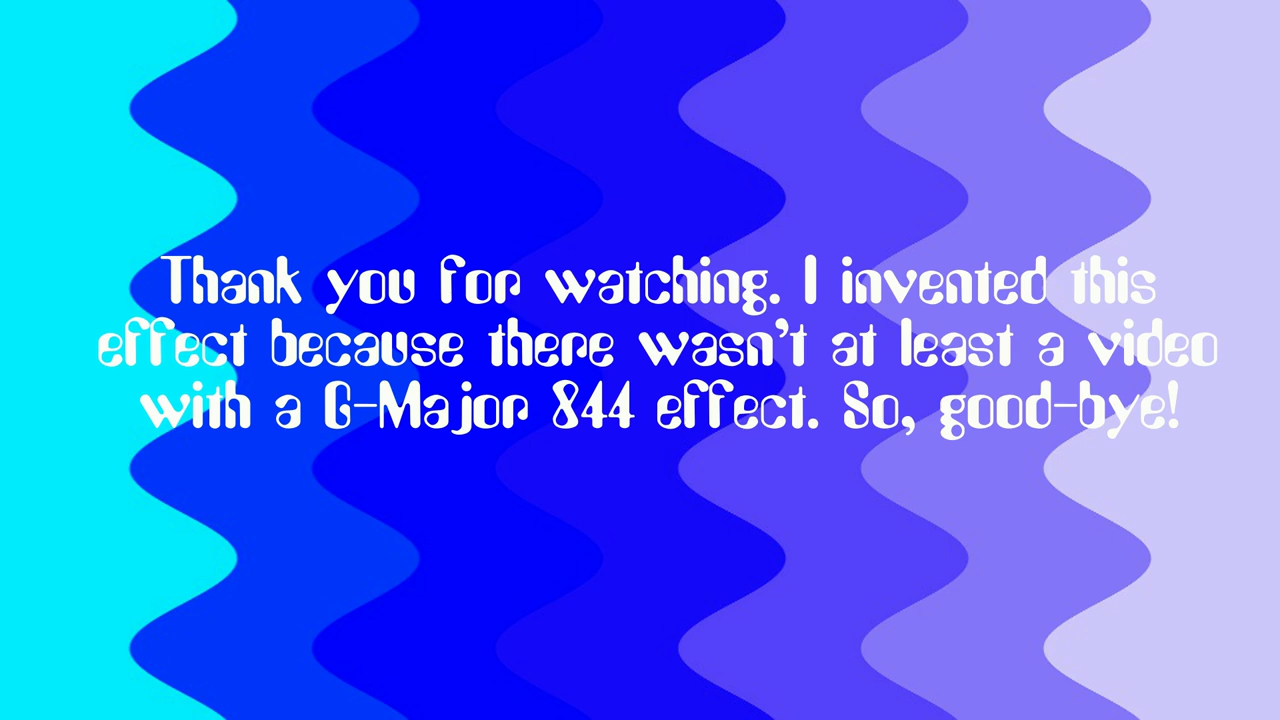 Thank you for watching. I invented this
effect because there wasn't at least a video
with a G-Major 844 effect. So, good-bye!